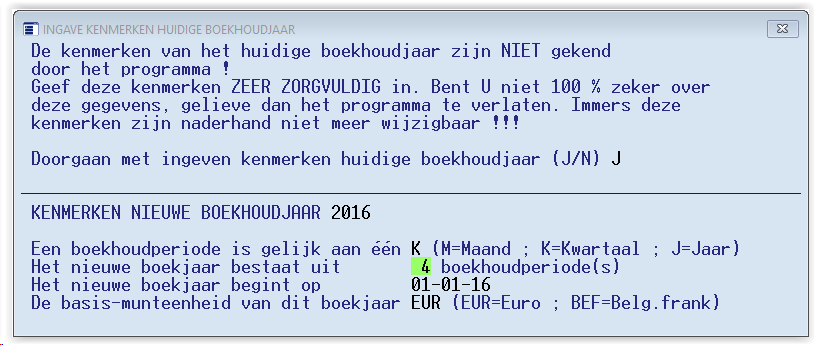 INGAVE KENMERKEN HUIDIGE BOEKHOUDJAAR
De kenmerken van het huidige boekhoudjaar zijn NIET gekend
door het programma !
Geef deze kenmerken ZEER ZORGVULDIG in. Bent U niet 100 % zeker over
deze gegevens, gelieve dan het programma te verlaten. Immers deze
kenmerken zijn naderhand niet meer wijzigbaar !!!
Doorgaan met ingeven kenmerken huidige boekhoudjaar (J/N) J
KENMERKEN NIEUWE BOEKHOUDJAAR 2016
Een boekhoudperiode is gelijk aan één K (M=Maand ; K=Kwartaal ; J=Jaar)
Het nieuwe boekjaar bestaat uit 4 boekhoudperiode(s)
Het nieuwe boekjaar begint op 01-01-16
De basis-munteenheid van dit boekjaar EUR (EUR=Euro ; BEF=Belg.frank)